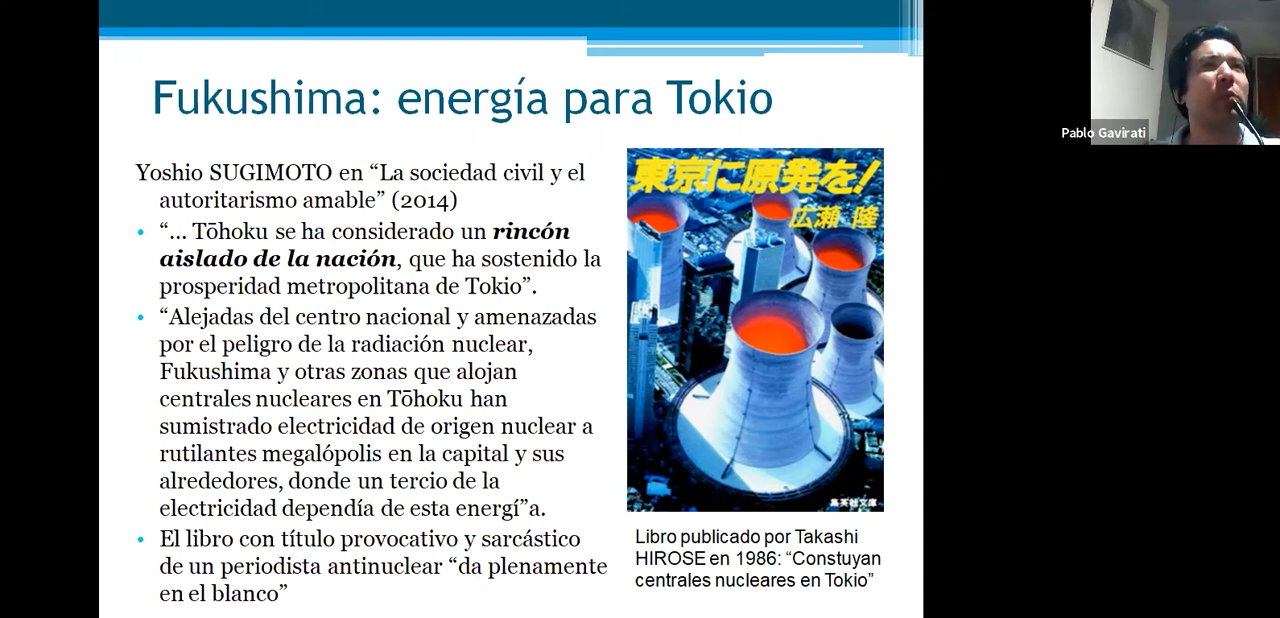 Fukushima: energía para Tokio
Yoshio SUGIMOTO en “La sociedad civil y el
autoritarismo amable” (2014)
• “... Tōhoku se ha considerado un rincón
aislado de la nación, que ha sostenido la
prosperidad metropolitana de Tokio”.
• “Alejadas del centro nacional y amenazadas
por el peligro de la radiación nuclear,
Fukushima y otras zonas que alojan
centrales nucleares en Tōhoku han
sumistrado electricidad de origen nuclear a
rutilantes megalópolis en la capital y sus
alrededores, donde un tercio de la
electricidad dependía de esta energí”a.
• El libro con título provocativo y sarcástico
de un periodista antinuclear “da plenamente
en el blanco”
東京に原発を!
広瀬 隆
集英社文庫
Libro publicado por Takashi
HIROSE en 1986: “Constuyan
centrales nucleares en Tokio”
Pablo Gavirati